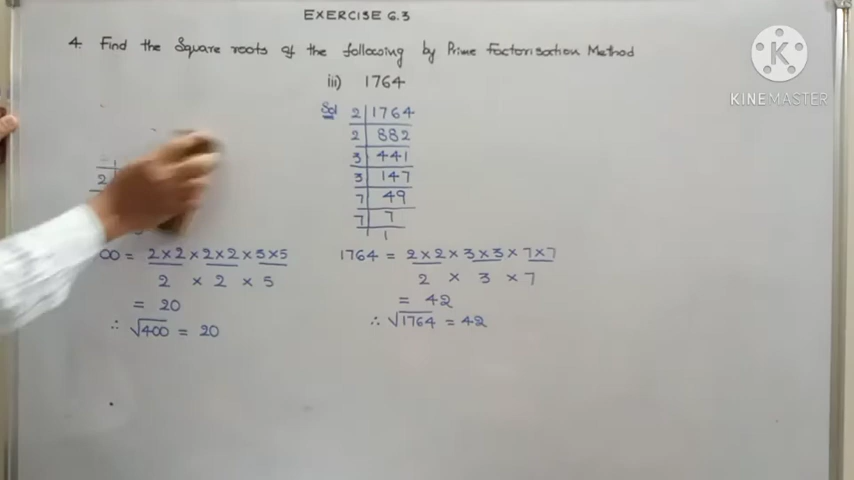 EXERCISE 6.3
4. Find the Square roots of the following by Prime Factorisation Method
iii) 1764
Sol 2 1764
2 882
3 441
3 147
7 49
7 7
1
2
00 = 2 × 2 × 2 × 2 × 5 × 5
2 × 2 × 5
= 20
∴ √400 = 20
1764 = 2 × 2 × 3 × 3 × 7 × 7
2 × 3 × 7
= 42
∴ √1764 = 42
KINEMASTER